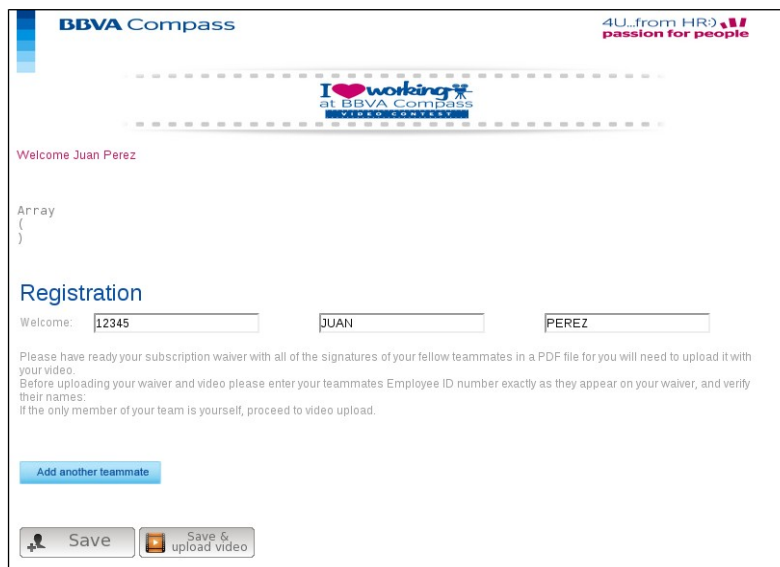 BBVA Compass
4U...from HR:)
passion for people
I working
at BBVA Compass
VIDEO CONTEST
Welcome Juan Perez
Array
(
)
Registration
Welcome: 12345 JUAN PEREZ
Please have ready your subscription waiver with all of the signatures of your fellow teammates in a PDF file for you will need to upload it with
your video.
Before uploading your waiver and video please enter your teammates Employee ID number exactly as they appear on your waiver, and verify
their names:
If the only member of your team is yourself, proceed to video upload.
Add another teammate
Save
Save &
upload video